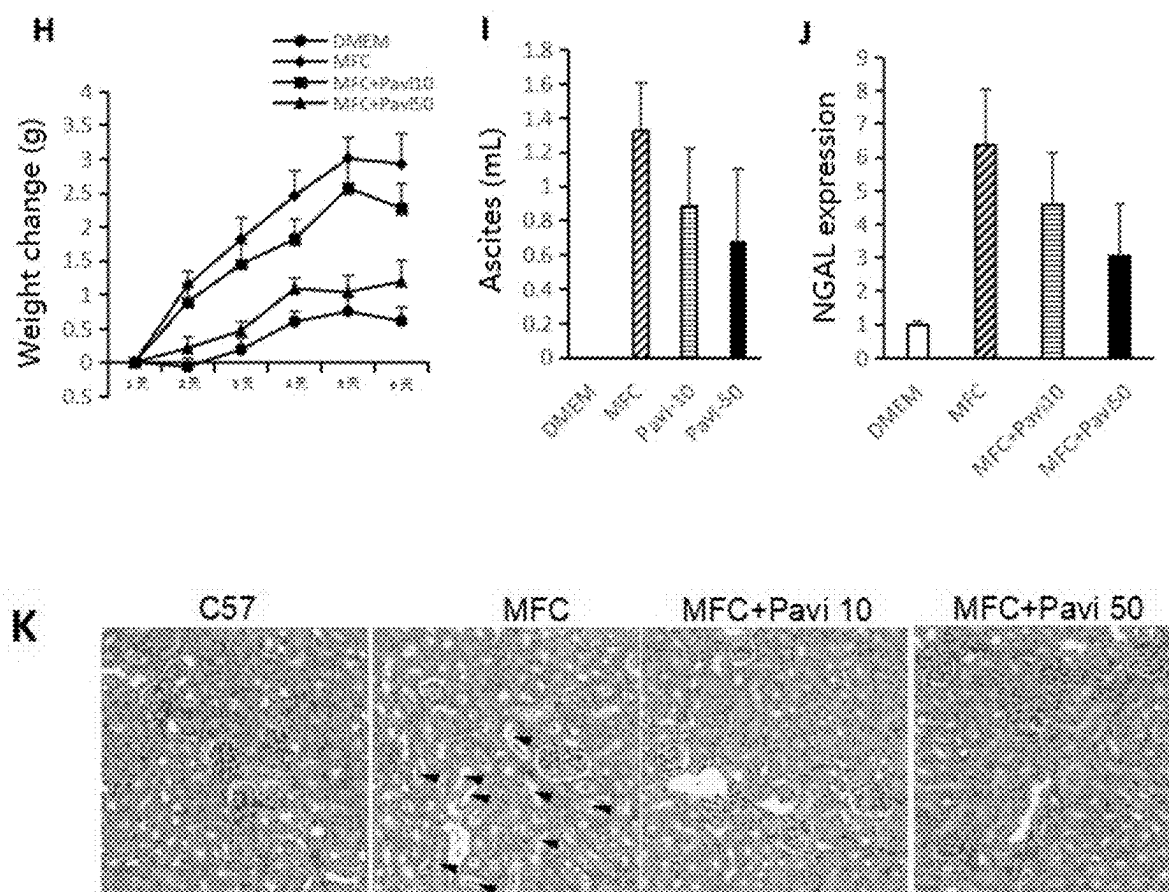 H
DMEM
MFC
MFC+Pavi10
MFC+Pavi50
Weight change (g)
4
3.5
3
2.5
2
1.5
1
0.5
0
0.5
I
Ascites (mL)
1.8
1.6
1.4
1.2
1
0.8
0.6
0.4
0.2
0
DMEM
MFC
Pavi-10
Pavi-50
J
NGAL expression
9
8
7
6
5
4
3
2
1
0
DMEM
MFC
MFC+Pavi10
MFC+Pavi50
K
C57
MFC
MFC+Pavi 10
MFC+Pavi 50